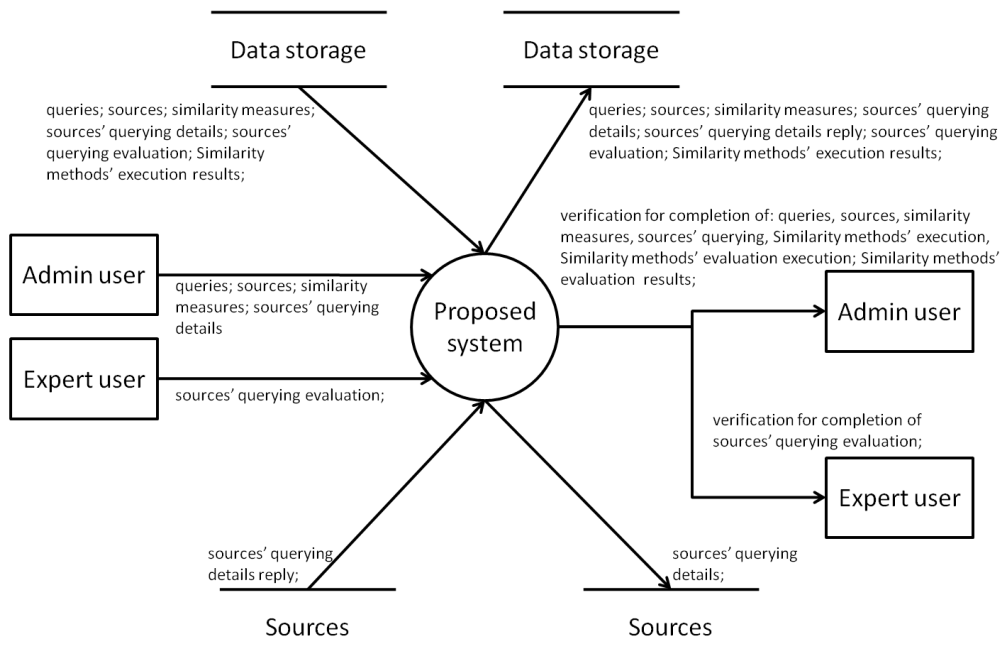 Data storage
Data storage
queries; sources; similarity measures;
sources’ querying details; sources’
querying evaluation; Similarity
methods’ execution results;
queries; sources; similarity measures; sources’ querying
details; sources’ querying details reply; sources’ querying
evaluation; Similarity methods’ execution results;
verification for completion of: queries, sources, similarity
measures, sources’ querying, Similarity methods’ execution,
Similarity methods’ evaluation execution; Similarity methods’
evaluation results;
Admin user
queries; sources; similarity
measures; sources’ querying
details
Proposed
system
Admin user
Expert user
sources’ querying evaluation;
verification for completion of
sources’ querying evaluation;
Expert user
sources’ querying
details reply;
sources’ querying
details;
Sources
Sources